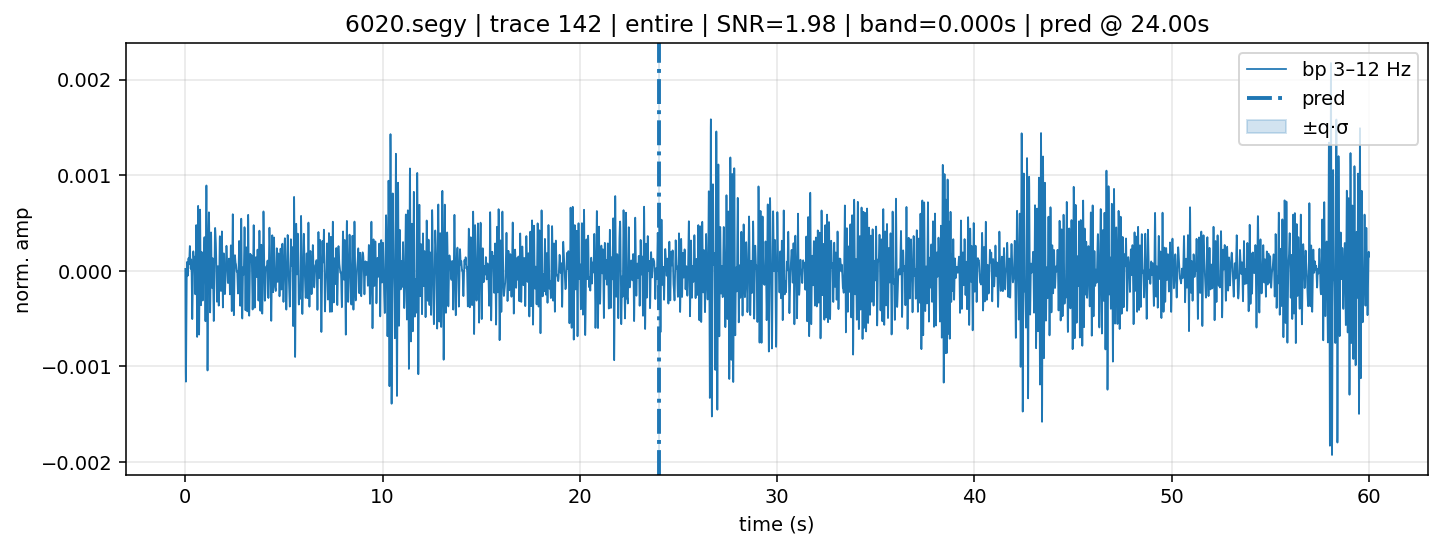 6020.segy | trace 142 | entire | SNR=1.98 | band=0.000s | pred @ 24.00s
bp 3–12 Hz
pred
±q·σ
norm. amp
0.002
0.001
0.000
−0.001
−0.002
0 10 20 30 40 50 60
time (s)